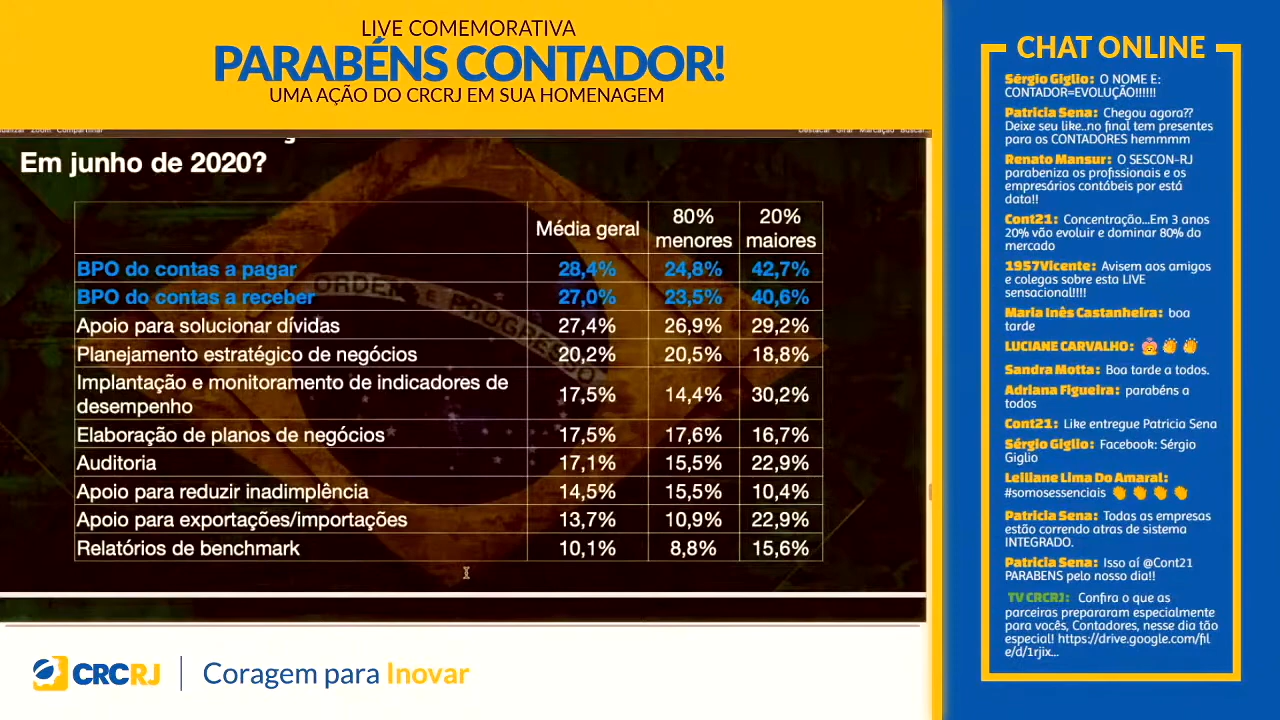 LIVE COMEMORATIVA
PARABÉNS CONTADOR!
UMA AÇÃO DO CRCRJ EM SUA HOMENAGEM
Zoom Compartilhar
Destacar Girar Marcação Buscar
Em junho de 2020?
Média geral 80% menores 20% maiores
BPO do contas a pagar 28,4% 24,8% 42,7%
BPO do contas a receber 27,0% 23,5% 40,6%
Apoio para solucionar dívidas 27,4% 26,9% 29,2%
Planejamento estratégico de negócios 20,2% 20,5% 18,8%
Implantação e monitoramento de indicadores de
desempenho 17,5% 14,4% 30,2%
Elaboração de planos de negócios 17,5% 17,6% 16,7%
Auditoria 17,1% 15,5% 22,9%
Apoio para reduzir inadimplência 14,5% 15,5% 10,4%
Apoio para exportações/importações 13,7% 10,9% 22,9%
Relatórios de benchmark 10,1% 8,8% 15,6%
ORDEM E PROGRESSO
CRCRJ
Coragem para Inovar
CHAT ONLINE
Sérgio Giglio: O NOME E:
CONTADOR=EVOLUÇÃO!!!!!!
Patricia Sena: Chegou agora??
Deixe seu like..no final tem presentes
para os CONTADORES hemmmm
Renato Mansur: O SESCON-RJ
parabeniza os profissionais e os
empresários contábeis por está
data!!
Cont21: Concentração...Em 3 anos
20% vão evoluir e dominar 80% do
mercado
1957Vicente: Avisem aos amigos
e colegas sobre esta LIVE
sensacional!!!!
Maria Inês Castanheira: boa
tarde
LUCIANE CARVALHO:
Sandra Motta: Boa tarde a todos.
Adriana Figueira: parabéns a
todos
Cont21: Like entregue Patricia Sena
Sérgio Giglio: Facebook: Sérgio
Giglio
Leiliane Lima Do Amaral:
#somosessenciais
Patricia Sena: Todas as empresas
estão correndo atras de sistema
INTEGRADO.
Patricia Sena: Isso aí @Cont21
PARABENS pelo nosso dia!!
TV CRCRJ: Confira o que as
parceiras prepararam especialmente
para vocês, Contadores, nesse dia tão
especial! https://drive.google.com/fil
e/d/1rjix...